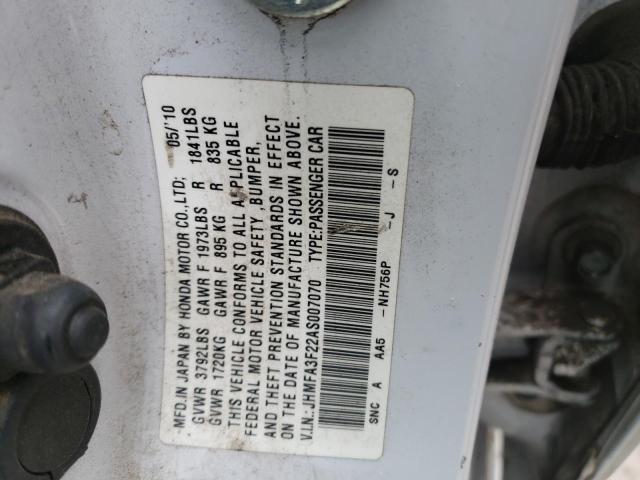 MFD.IN JAPAN BY HONDA MOTOR CO.,LTD; 05/'10
GVWR 3792LBS GAWR F 1973LBS R 1841LBS
GVWR 1720KG GAWR F 895 KG R 835 KG
THIS VEHICLE CONFORMS TO ALL APPLICABLE
FEDERAL MOTOR VEHICLE SAFETY ,BUMPER,
AND THEFT PREVENTION STANDARDS IN EFFECT
ON THE DATE OF MANUFACTURE SHOWN ABOVE.
V.I.N.:JHMFA3F22AS007070 TYPE:PASSENGER CAR
SNC A AA5 -NH756P -J -S